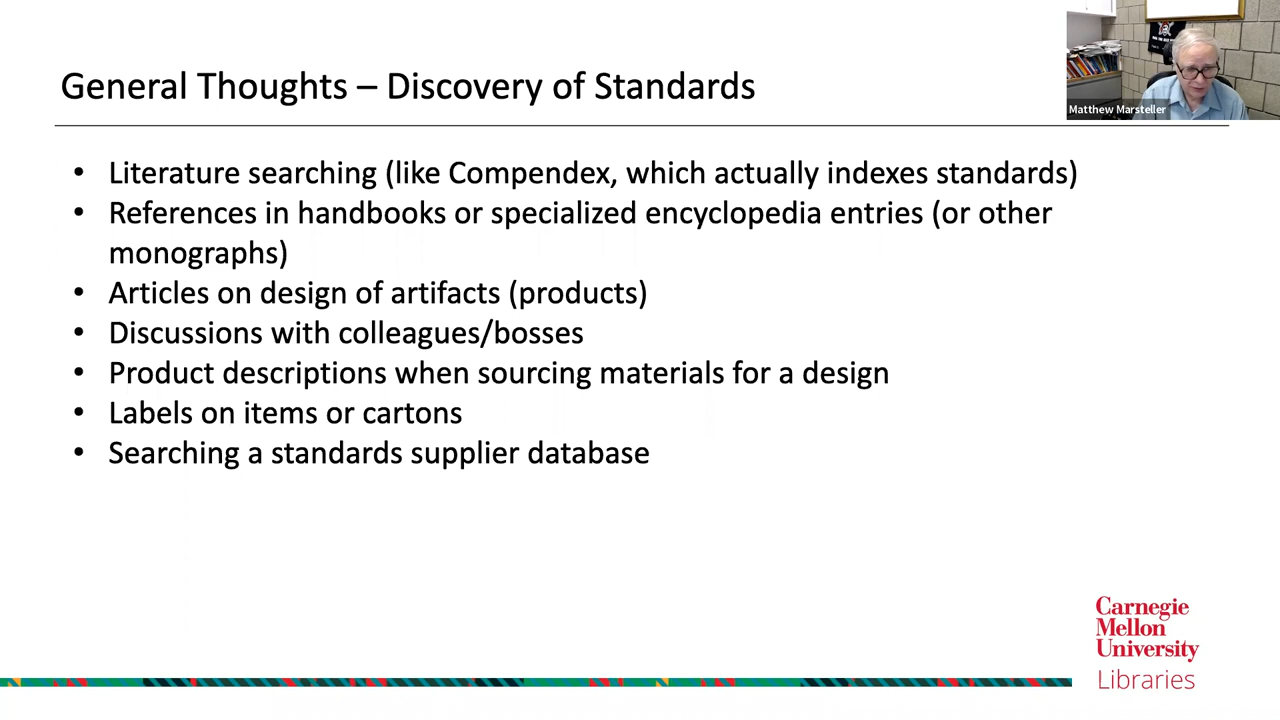 General Thoughts – Discovery of Standards
Matthew Marsteller
• Literature searching (like Compendex, which actually indexes standards)
• References in handbooks or specialized encyclopedia entries (or other
monographs)
• Articles on design of artifacts (products)
• Discussions with colleagues/bosses
• Product descriptions when sourcing materials for a design
• Labels on items or cartons
• Searching a standards supplier database
Carnegie
Mellon
University
Libraries